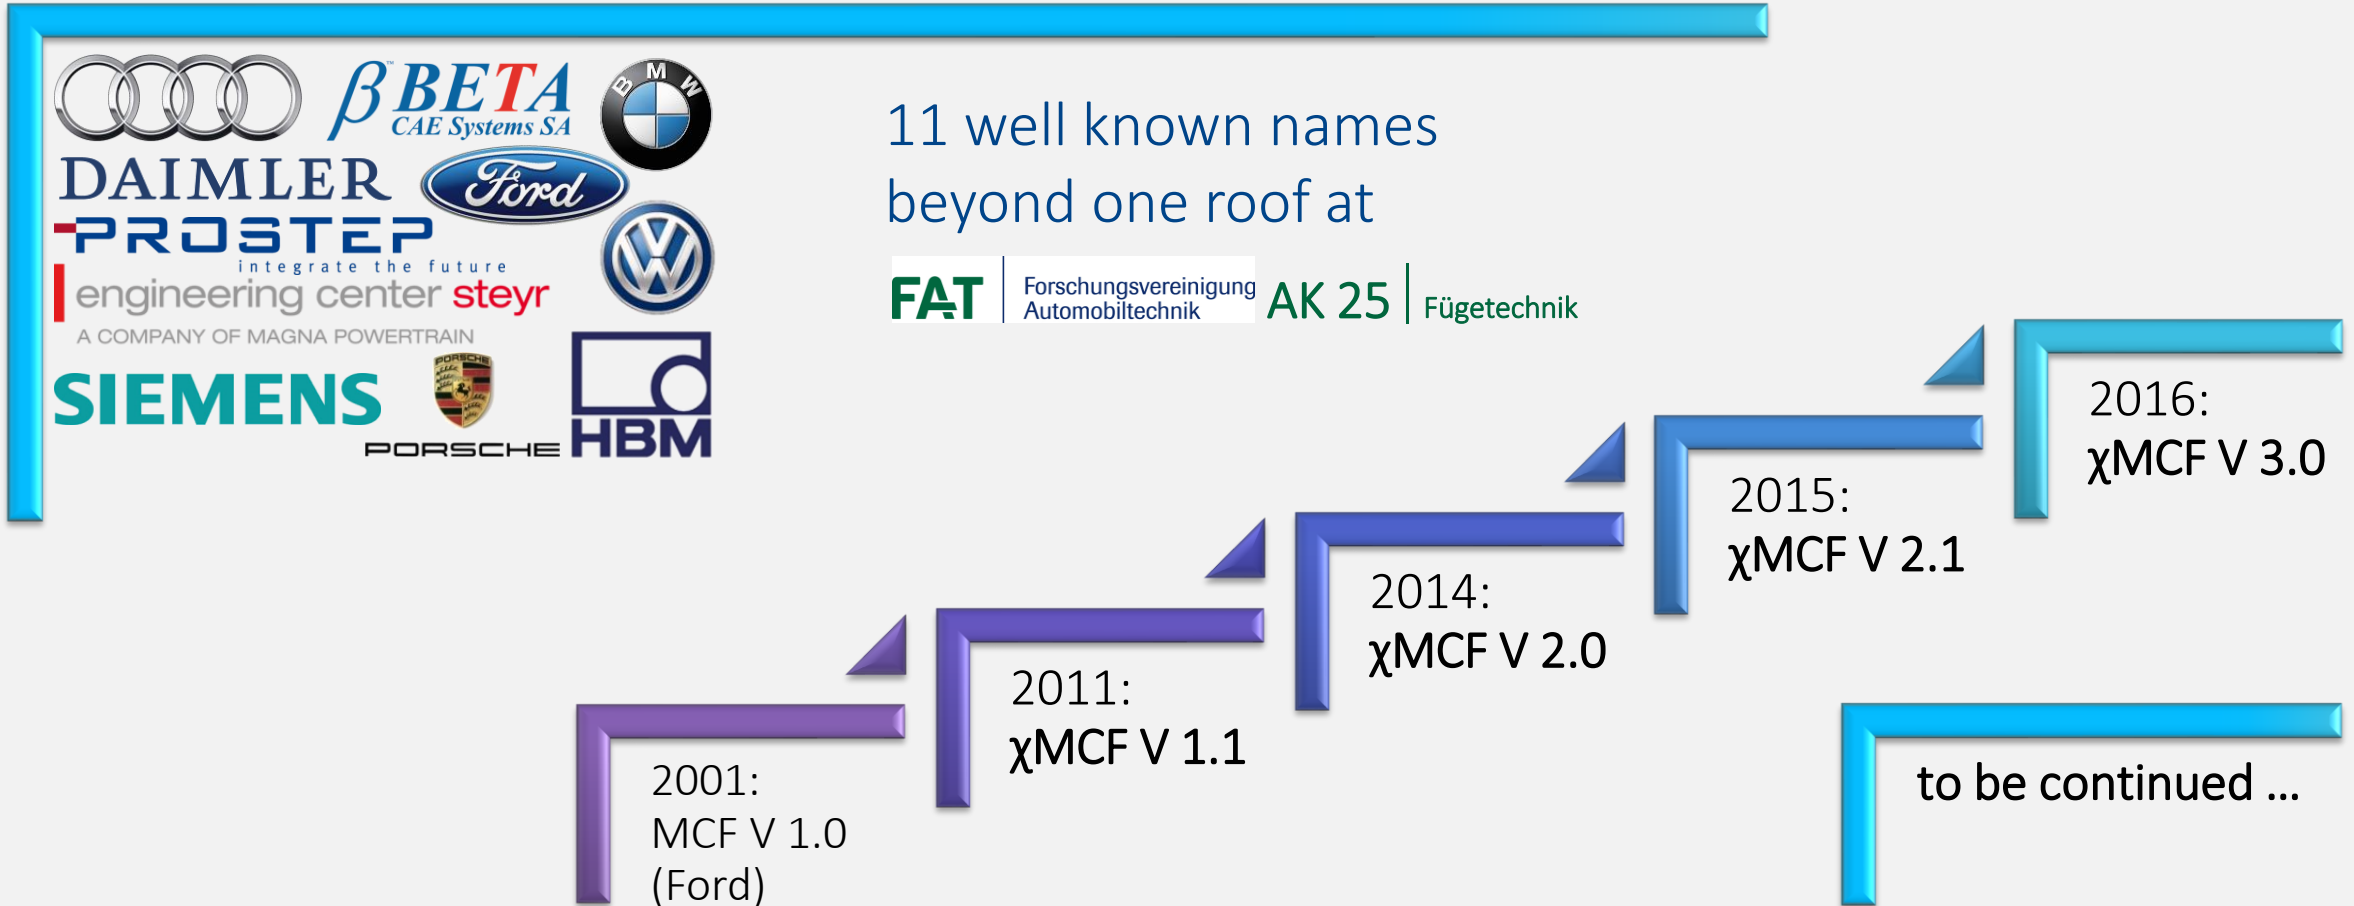 β™ BETA
CAE Systems SA
BMW
DAIMLER
Ford
PROSTEP
integrate the future
VW
engineering center steyr
A COMPANY OF MAGNA POWERTRAIN
SIEMENS
PORSCHE
PORSCHE
HBM
11 well known names
beyond one roof at
FAT
Forschungsvereinigung
Automobiltechnik
AK 25
Fügetechnik
2001:
MCF V 1.0
(Ford)
2011:
χMCF V 1.1
2014:
χMCF V 2.0
2015:
χMCF V 2.1
2016:
χMCF V 3.0
to be continued ...